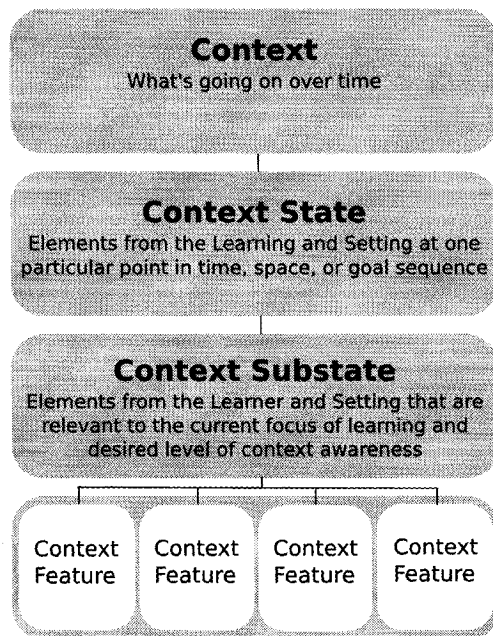 Context
What's going on over time
Context State
Elements from the Learning and Setting at one
particular point in time, space, or goal sequence
Context Substate
Elements from the Learner and Setting that are
relevant to the current focus of learning and
desired level of context awareness
Context
Feature
Context
Feature
Context
Feature
Context
Feature